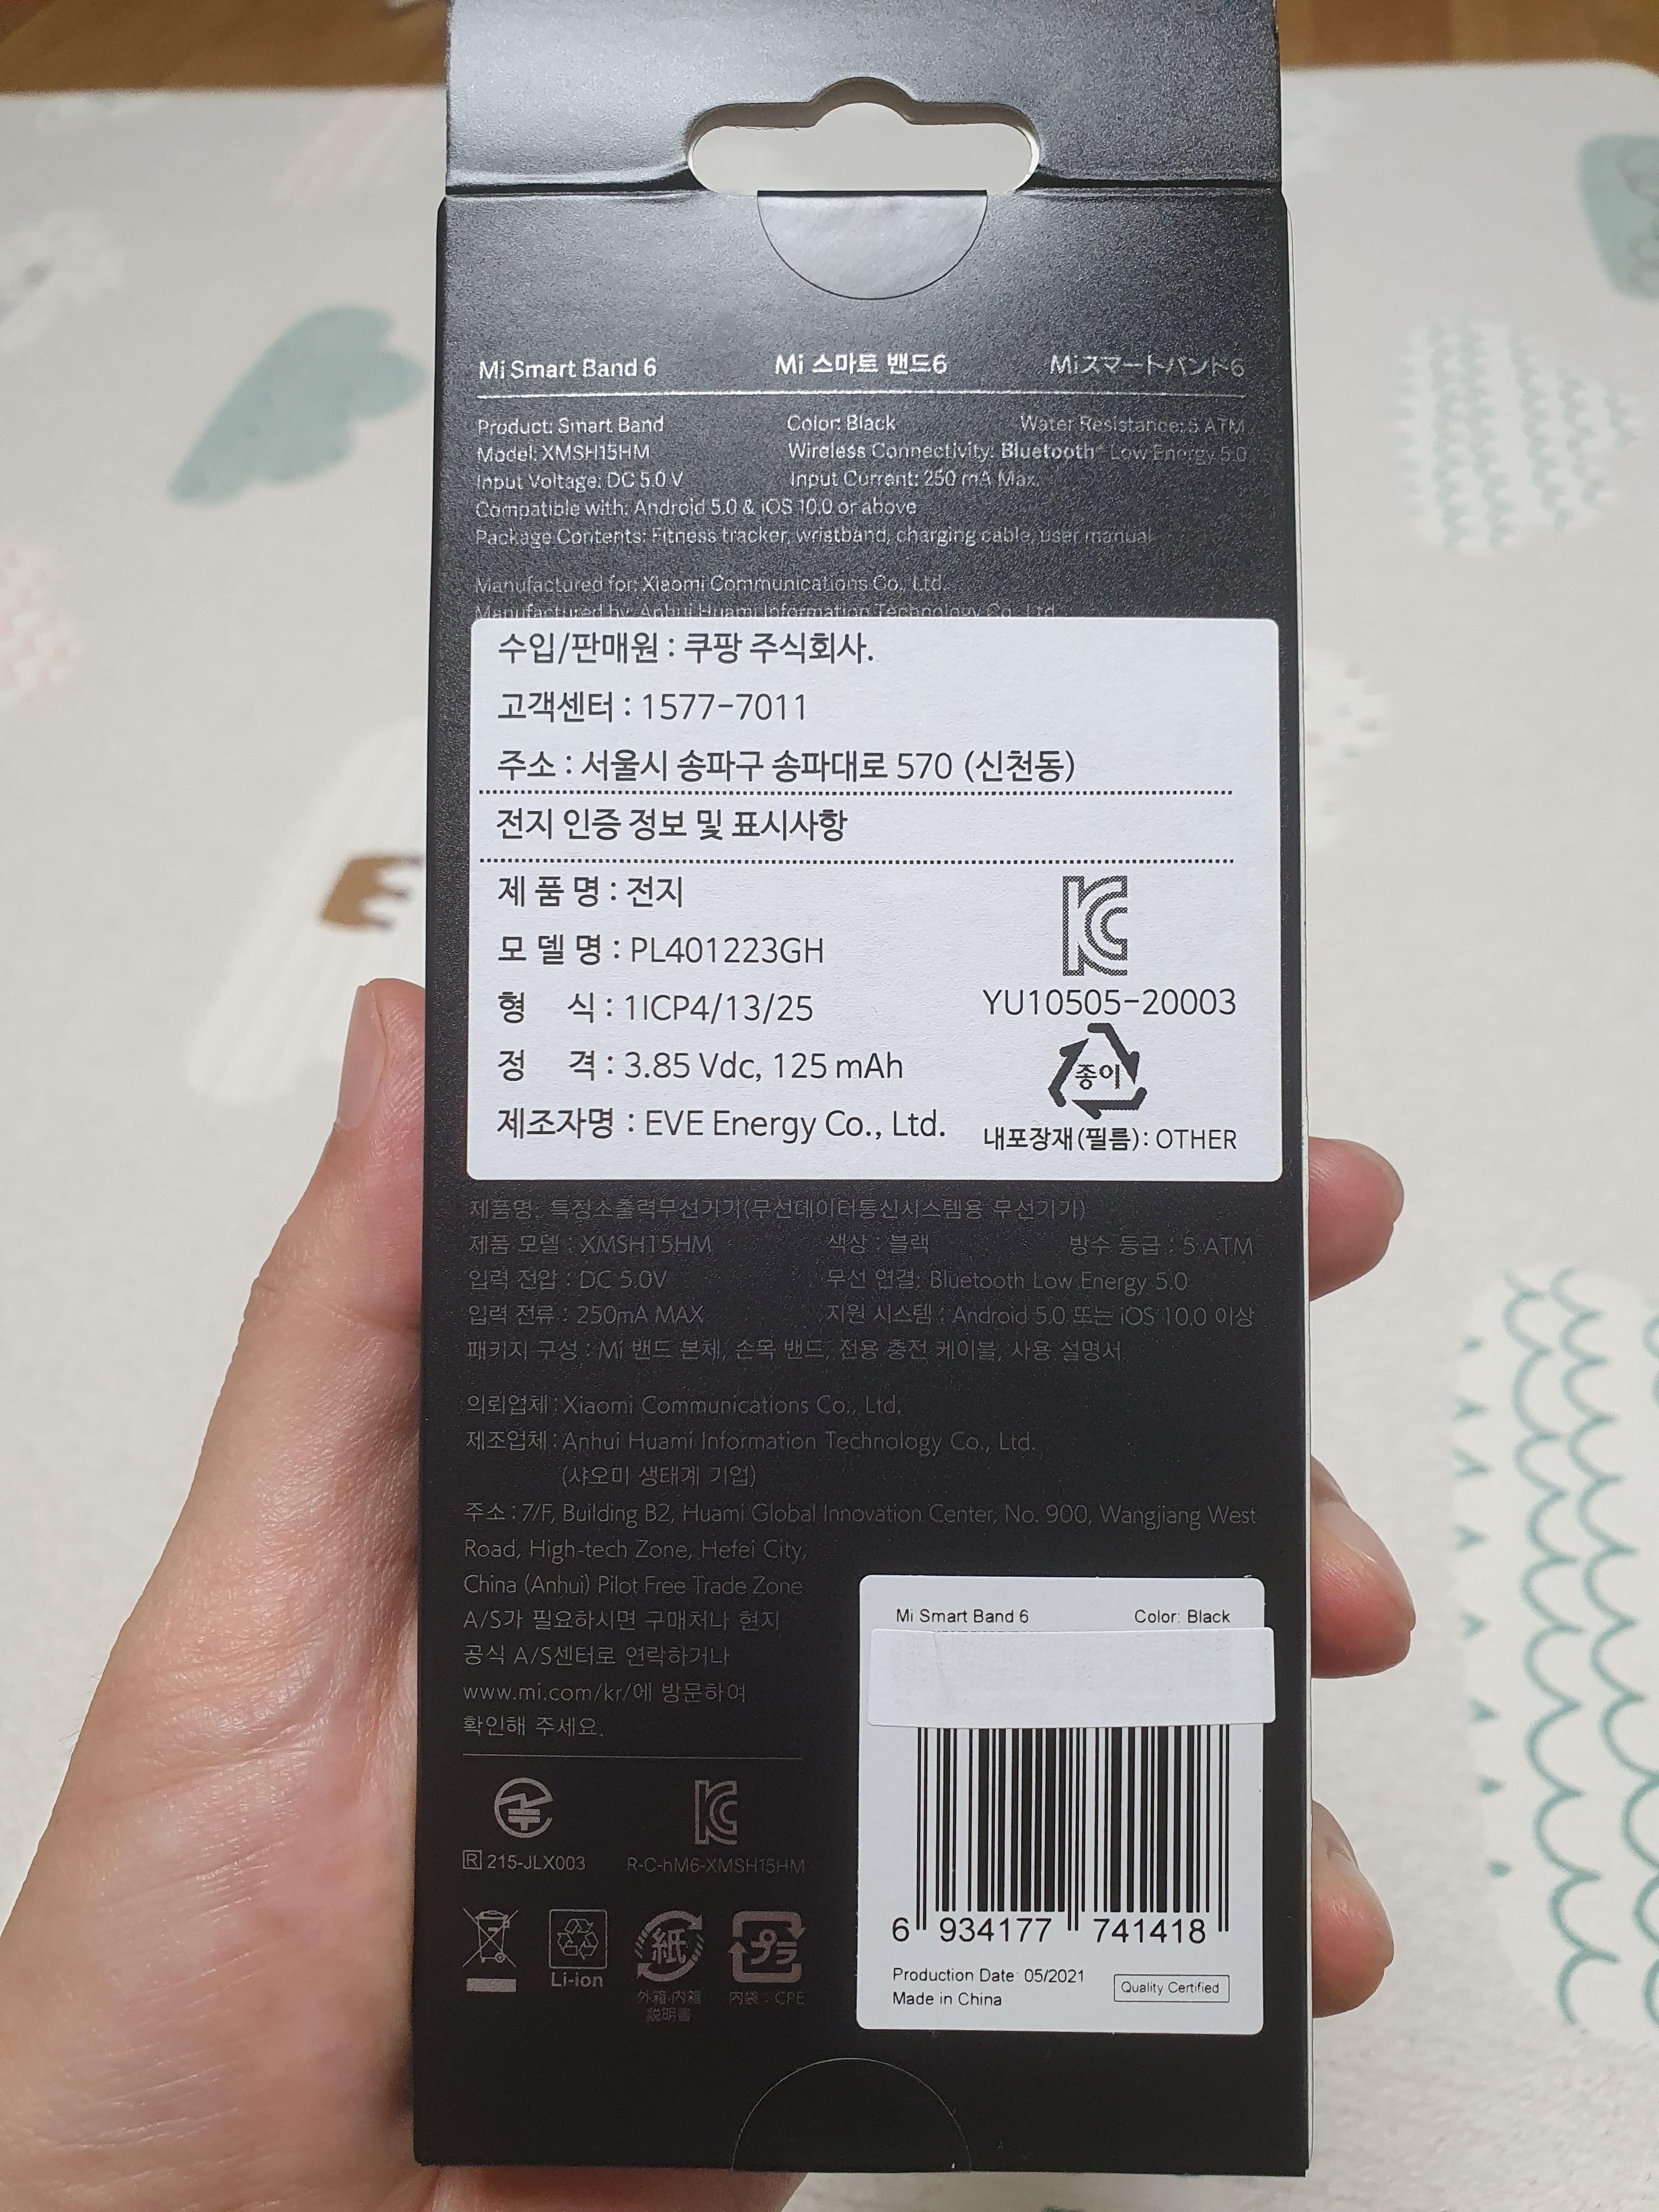 Mi Smart Band 6 Mi 스마트 밴드6 Miスマートバンド6
Product: Smart Band Color: Black Water Resistance: 5 ATM
Model: XMSH15HM Wireless Connectivity: Bluetooth® Low Energy 5.0
Input Voltage: DC 5.0 V Input Current: 250 mA Max.
Compatible with: Android 5.0 & iOS 10.0 or above
Package Contents: Fitness tracker, wristband, charging cable, user manual
Manufactured for: Xiaomi Communications Co., Ltd.
Manufactured by: Anhui Huami Information Technology Co., Ltd.
수입/판매원 : 쿠팡 주식회사.
고객센터 : 1577-7011
주소 : 서울시 송파구 송파대로 570 (신천동)
전지 인증 정보 및 표시사항
제 품 명 : 전지
모 델 명 : PL401223GH
형 식 : 1ICP4/13/25
정 격 : 3.85 Vdc, 125 mAh
제조자명 : EVE Energy Co., Ltd.
KC
YU10505-20003
종이
내포장재(필름) : OTHER
제품명: 특정소출력무선기기(무선데이터통신시스템용 무선기기)
제품 모델 : XMSH15HM 색상 : 블랙 방수 등급 : 5 ATM
입력 전압 : DC 5.0V 무선 연결: Bluetooth Low Energy 5.0
입력 전류 : 250mA MAX 지원 시스템 : Android 5.0 또는 iOS 10.0 이상
패키지 구성 : Mi 밴드 본체, 손목 밴드, 전용 충전 케이블, 사용 설명서
의뢰업체 : Xiaomi Communications Co., Ltd.
제조업체 : Anhui Huami Information Technology Co., Ltd.
(샤오미 생태계 기업)
주소 : 7/F, Building B2, Huami Global Innovation Center, No. 900, Wangjiang West
Road, High-tech Zone, Hefei City,
China (Anhui) Pilot Free Trade Zone
A/S가 필요하시면 구매처나 현지
공식 A/S센터로 연락하거나
www.mi.com/kr/에 방문하여
확인해 주세요.
KC
R 215-JLX003 R-C-hM6-XMSH15HM
Li-ion
紙
プラ
外箱・内箱
説明書
内袋 : CPE
Mi Smart Band 6 Color: Black
6 934177 741418
Production Date: 05/2021
Made in China
Quality Certified